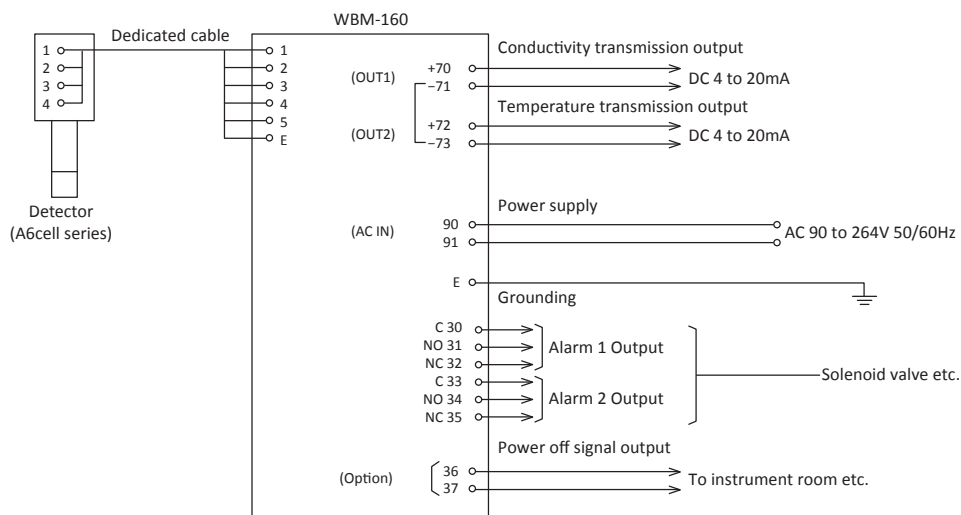 WBM-160
Dedicated cable
1
2
3
4
Detector
(A6cell series)
1
2
3
4
5
E
Conductivity transmission output
(OUT1)
+70
−71
DC 4 to 20mA
Temperature transmission output
(OUT2)
+72
−73
DC 4 to 20mA
Power supply
(AC IN)
90
91
AC 90 to 264V 50/60Hz
E
Grounding
C 30
NO 31
NC 32
Alarm 1 Output
C 33
NO 34
NC 35
Alarm 2 Output
Solenoid valve etc.
Power off signal output
(Option)
36
37
To instrument room etc.